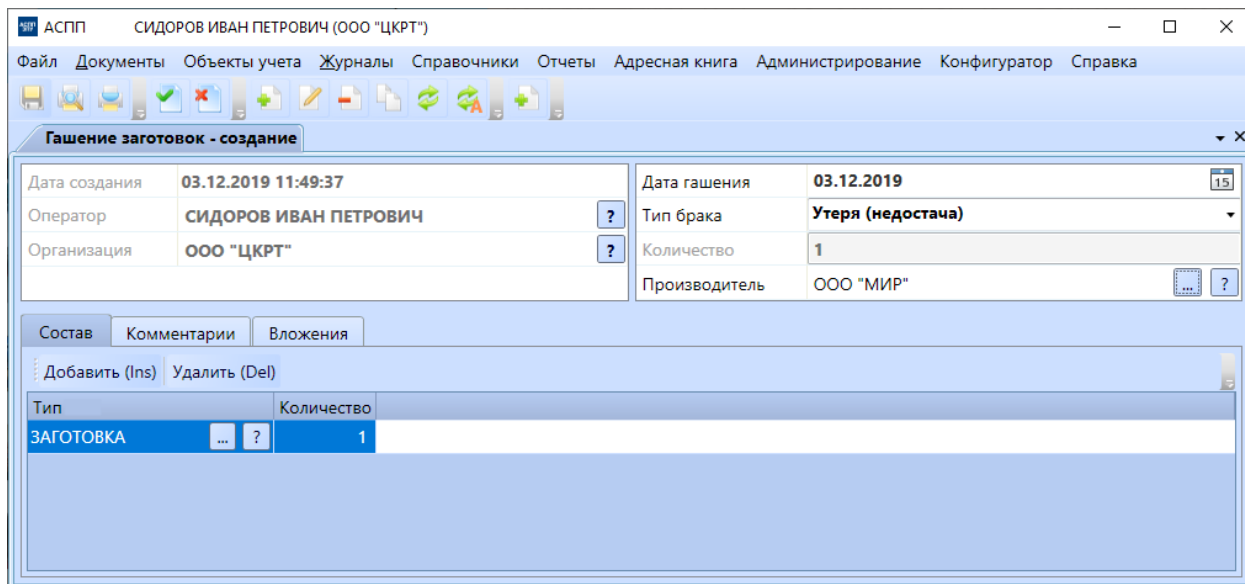 АСПП СИДОРОВ ИВАН ПЕТРОВИЧ (ООО "ЦКРТ")
Файл Документы Объекты учета Журналы Справочники Отчеты Адресная книга Администрирование Конфигуратор Справка
Гашение заготовок - создание
Дата создания 03.12.2019 11:49:37
Оператор СИДОРОВ ИВАН ПЕТРОВИЧ ?
Организация ООО "ЦКРТ" ?
Дата гашения 03.12.2019 15
Тип брака Утеря (недостача)
Количество 1
Производитель ООО "МИР" ... ?
Состав Комментарии Вложения
Добавить (Ins) Удалить (Del)
Тип Количество
ЗАГОТОВКА ... ? 1